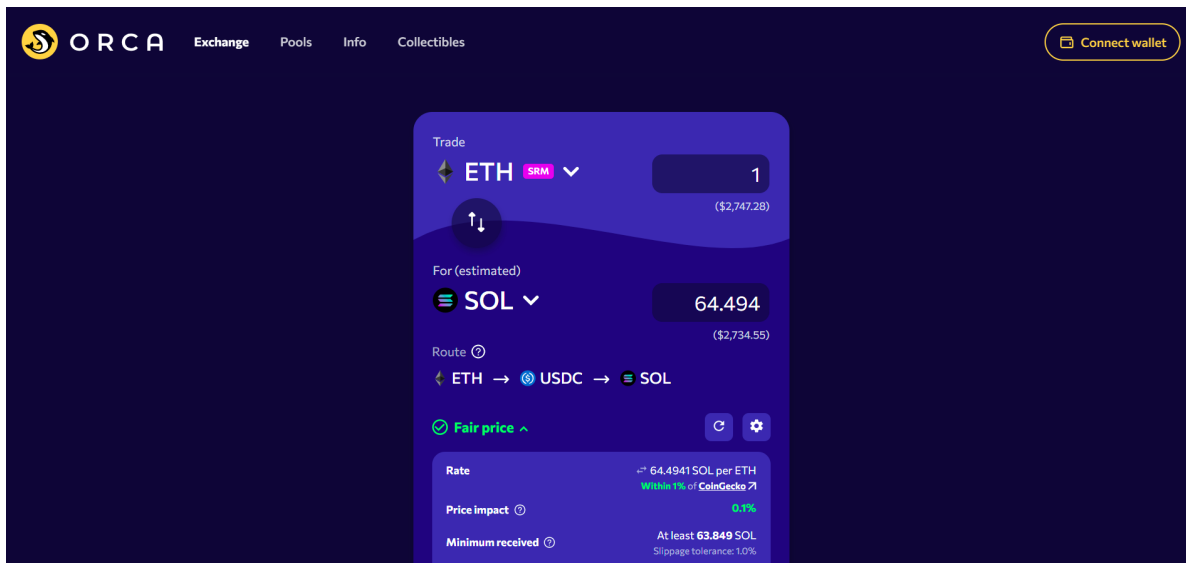 ORCA Exchange Pools Info Collectibles Connect wallet
Trade
ETH SRM 1
($2,747.28)
For (estimated)
SOL 64.494
($2,734.55)
Route
ETH → USDC → SOL
Fair price
Rate 64.4941 SOL per ETH
Within 1% of CoinGecko
Price impact 0.1%
Minimum received At least 63.849 SOL
Slippage tolerance: 1.0%